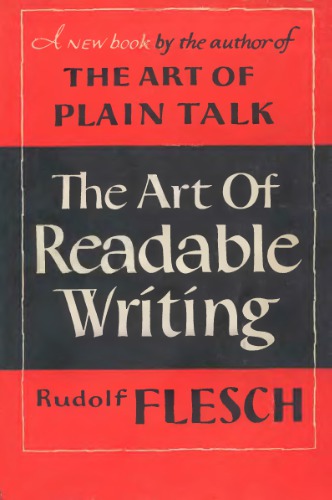 A NEW book by the author of
THE ART OF
PLAIN TALK
The Art Of
Readable
Writing
Rudolf FLESCH